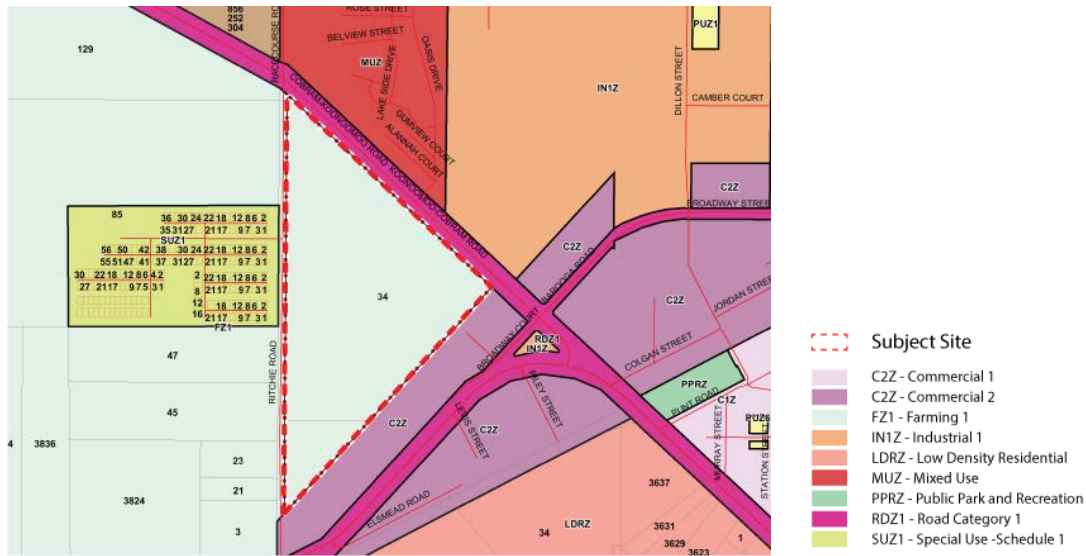 856
252
304
129
RACECOURSE RO
ROSE STREET
BELVIEW STREET
MUZ
LAKE SIDE DRIVE
OASIS DRIVE
GUMVIEW COURT
ALANNAH COURT
COBRAM-KOONOOMOO ROAD KOONOOMOO-COBRAM ROAD
IN1Z
PUZ1
DILLON STREET
CAMBER COURT
C2Z
BROADWAY STREE
85
36 30 24 22 18 12 8 6 2
35 31 27 21 17 9 7 3 1
SUZ1
56 50 42 38 30 24 22 18 12 8 6 2
55 51 47 41 37 31 27 21 17 9 7 3 1
30 22 18 12 8 6 4 2 2 22 18 12 8 6 2
27 21 17 9 7 5 3 1 8 21 17 9 7 3 1
12 18 12 8 6 2
16 21 17 9 7 3 1
FZ1
34
C2Z
BAROOGA ROAD
C2Z
JORDAN STREET
BROADWAY COURT
RDZ1
IN1Z
COLGAN STREET
RITCHIE ROAD
47
45
23
21
3
4 3836
3824
C2Z
LEWIS STREET
RILEY STREET
C2Z
ELSMEAD ROAD
PPRZ
PUNT ROAD
C1Z
PUZ6
MURRAY STREET
STATION STREET
3637
34
LDRZ
3631
3629
3623
1
Subject Site
C2Z - Commercial 1
C2Z - Commercial 2
FZ1 - Farming 1
IN1Z - Industrial 1
LDRZ - Low Density Residential
MUZ - Mixed Use
PPRZ - Public Park and Recreation
RDZ1 - Road Category 1
SUZ1 - Special Use -Schedule 1